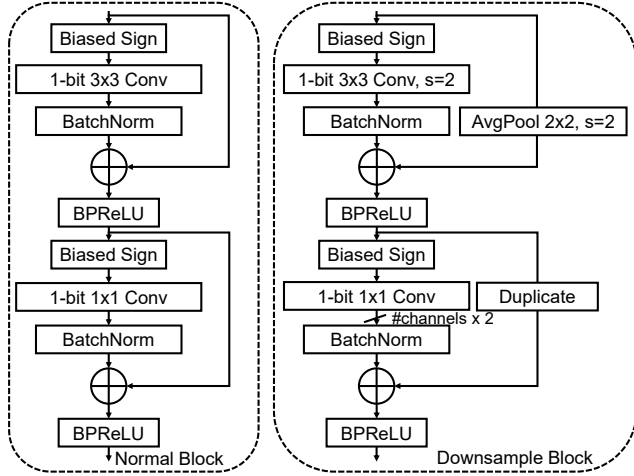 Biased Sign
1-bit 3x3 Conv
BatchNorm
BPReLU
Biased Sign
1-bit 1x1 Conv
BatchNorm
BPReLU
Normal Block
Biased Sign
1-bit 3x3 Conv, s=2
BatchNorm
AvgPool 2x2, s=2
BPReLU
Biased Sign
1-bit 1x1 Conv
Duplicate
#channels x 2
BatchNorm
BPReLU
Downsample Block